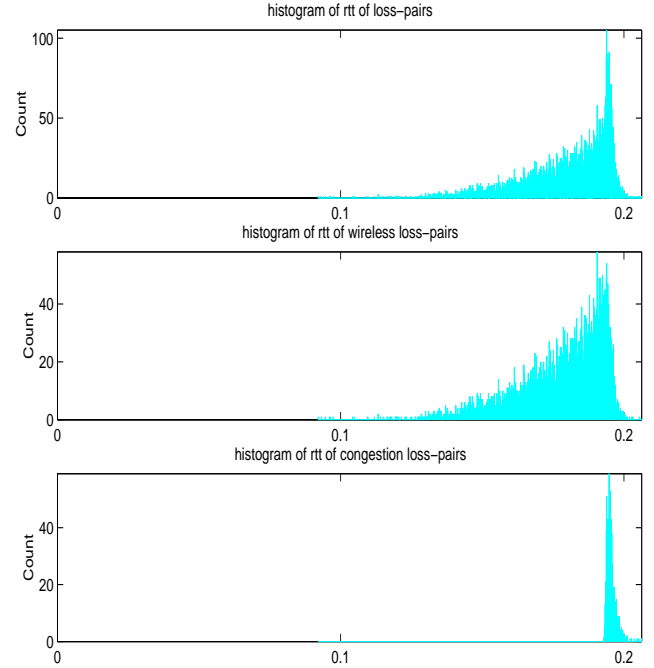 histogram of rtt of loss−pairs
100
50
0
Count
0 0.1 0.2
histogram of rtt of wireless loss−pairs
40
20
0
Count
0 0.1 0.2
histogram of rtt of congestion loss−pairs
40
20
0
Count
0 0.1 0.2